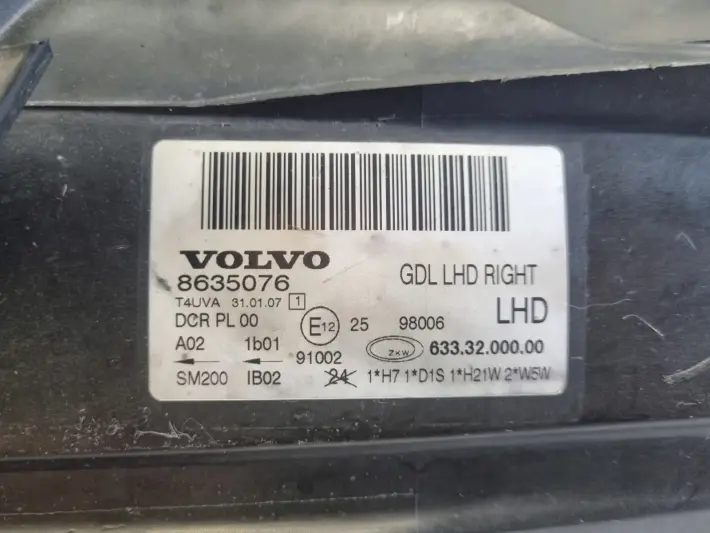 VOLVO
8635076
GDL LHD RIGHT
T4UVA 31.01.07 1
LHD
DCR PL 00
E12 25 98006
A02 1b01 91002
ZKW 633.32.000.00
SM200 IB02 24 1*H7 1*D1S 1*H21W 2*W5W